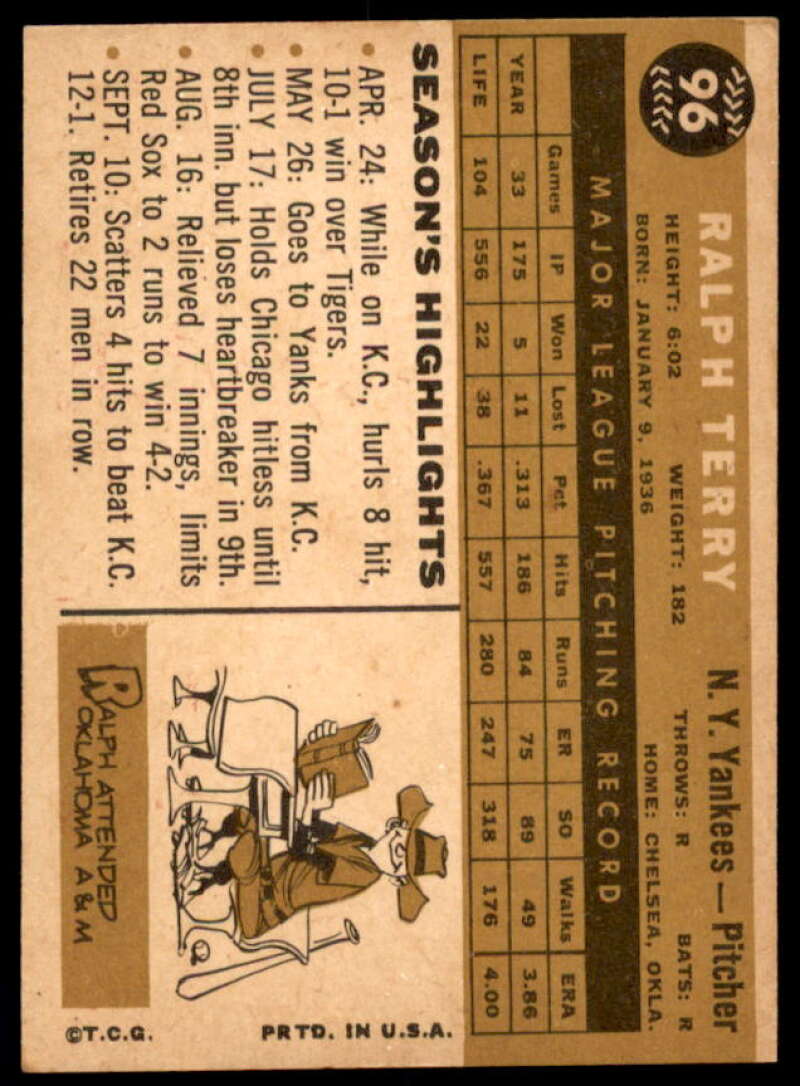 96
RALPH TERRY
N. Y. Yankees — Pitcher
HEIGHT: 6:02 WEIGHT: 182 THROWS: R BATS: R
BORN: JANUARY 9, 1936 HOME: CHELSEA, OKLA.
MAJOR LEAGUE PITCHING RECORD
Games IP Won Lost Pct Hits Runs ER SO Walks ERA
YEAR 33 175 5 11 .313 186 84 75 89 49 3.86
LIFE 104 556 22 38 .367 557 280 247 318 176 4.00
SEASON'S HIGHLIGHTS
• APR. 24: While on K.C., hurls 8 hit,
10-1 win over Tigers.
• MAY 26: Goes to Yanks from K.C.
• JULY 17: Holds Chicago hitless until
8th inn. but loses heartbreaker in 9th.
• AUG. 16: Relieved 7 innings, limits
Red Sox to 2 runs to win 4-2.
• SEPT. 10: Scatters 4 hits to beat K.C.
12-1. Retires 22 men in row.
RALPH ATTENDED
OKLAHOMA A & M
©T.C.G. PRTD. IN U.S.A.